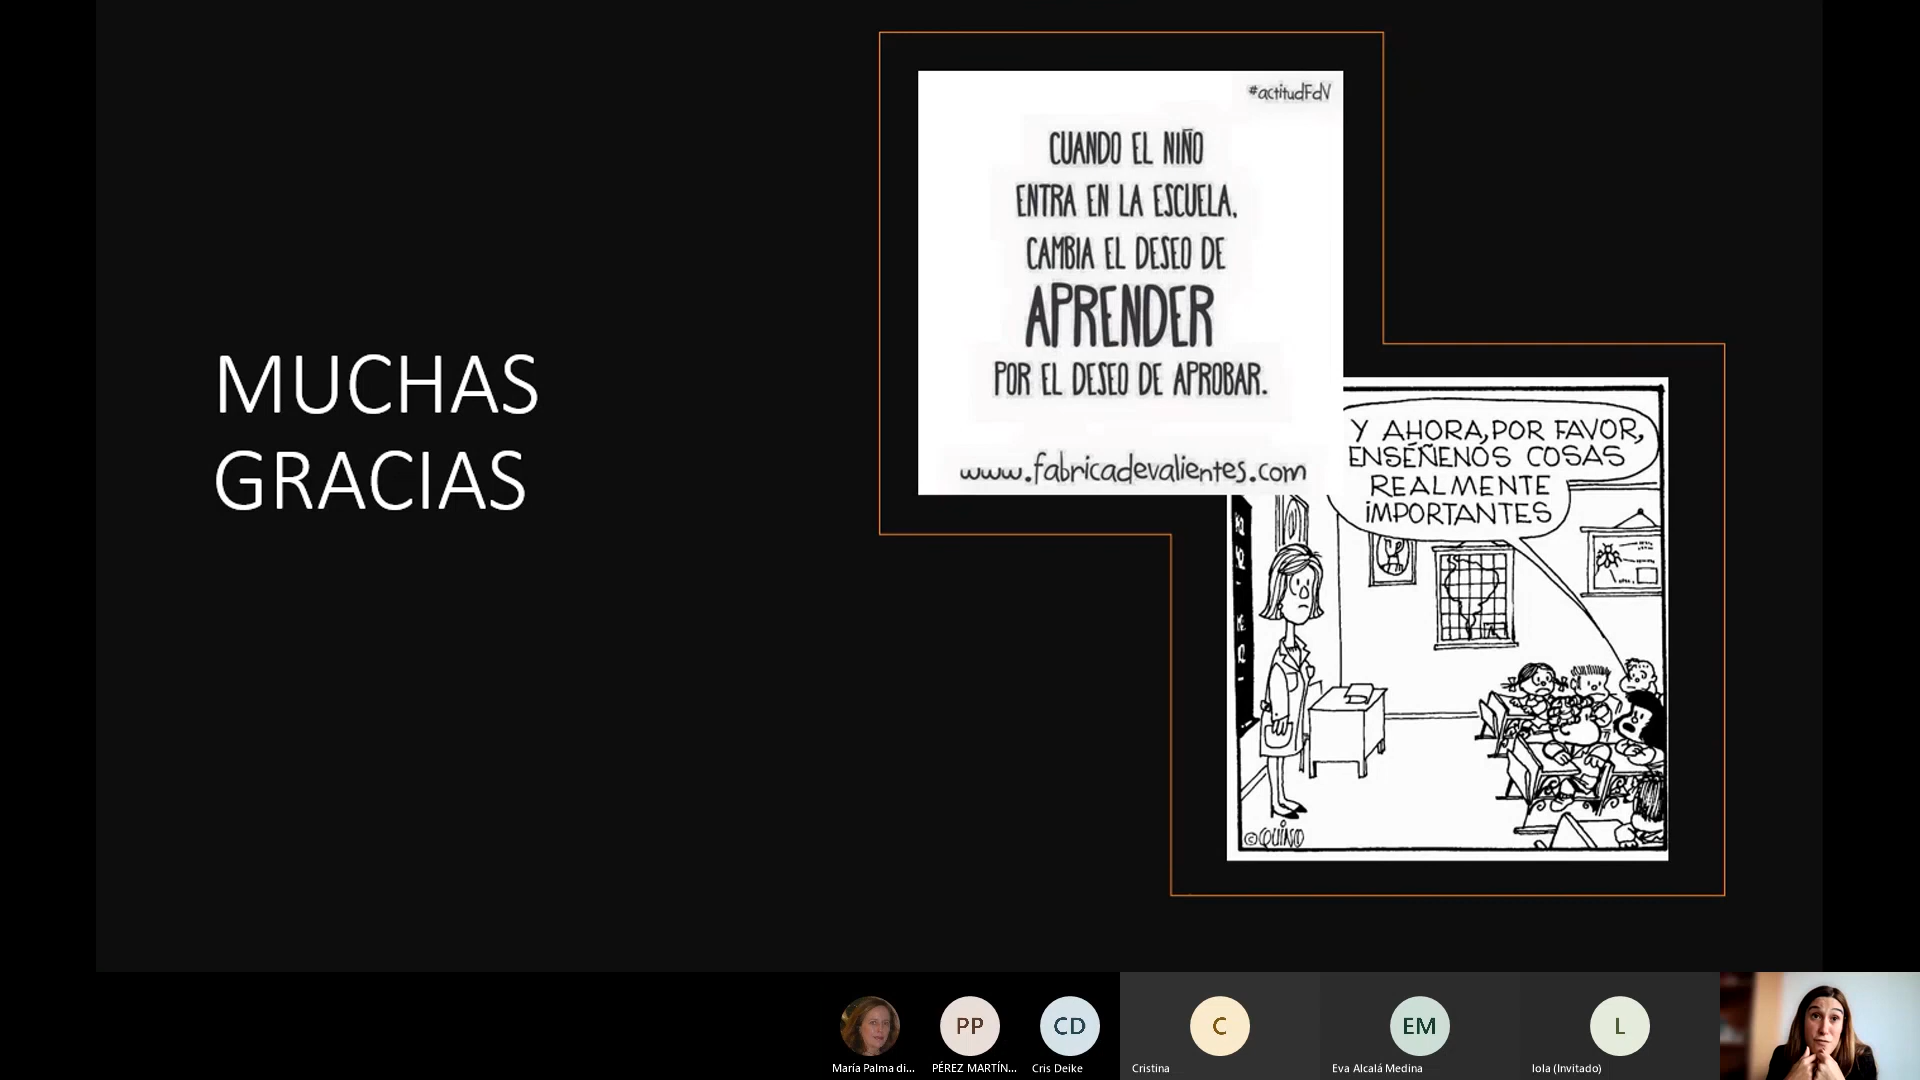 MUCHAS
GRACIAS
#actitudFdV
CUANDO EL NIÑO
ENTRA EN LA ESCUELA,
CAMBIA EL DESEO DE
APRENDER
POR EL DESEO DE APROBAR.
www.fabricadevalientes.com
Y AHORA, POR FAVOR,
ENSÉÑENOS COSAS
REALMENTE
IMPORTANTES
©QUINO
PP
CD
C
EM
L
María Palma di...
PÉREZ MARTÍN...
Cris Deike
Cristina
Eva Alcalá Medina
lola (Invitado)